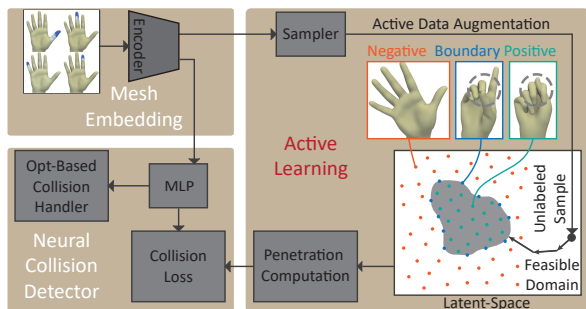 Encoder
Mesh
Embedding
Sampler
Active Data Augmentation
Negative
Boundary
Positive
Active
Learning
Unlabeled
Sample
Feasible
Domain
Latent-Space
Opt-Based
Collision
Handler
MLP
Neural
Collision
Detector
Collision
Loss
Penetration
Computation